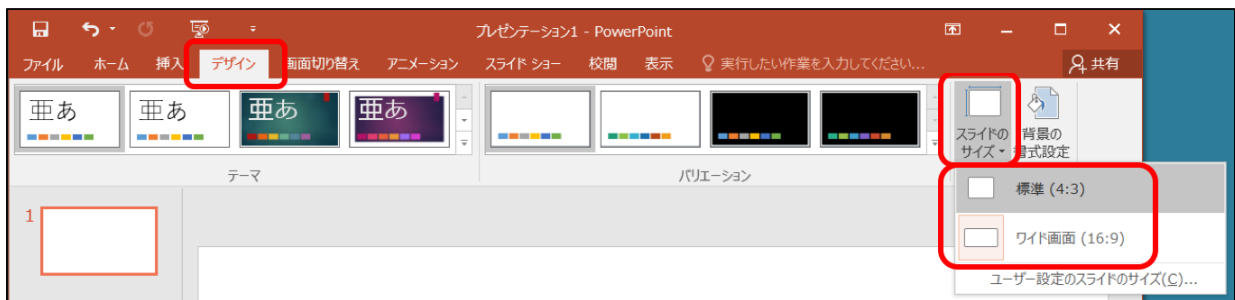 プレゼンテーション1 - PowerPoint
ファイル ホーム 挿入 デザイン 画面切り替え アニメーション スライド ショー 校閲 表示 実行したい作業を入力してください... 共有
亜あ 亜あ 亜あ 亜あ
スライドの サイズ
背景の 書式設定
テーマ バリエーション
標準 (4:3)
1
ワイド画面 (16:9)
ユーザー設定のスライドのサイズ(C)...